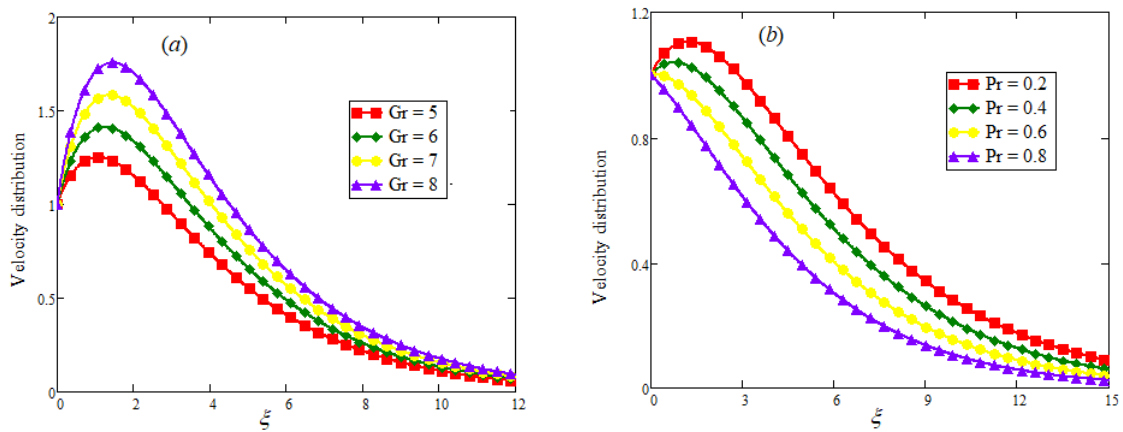 (a)
Velocity distribution
2
1.5
1
0.5
0
0
2
4
6
8
10
12
ξ
Gr = 5
Gr = 6
Gr = 7
Gr = 8
(b)
Velocity distribution
1.2
0.8
0.4
0
0
3
6
9
12
15
ξ
Pr = 0.2
Pr = 0.4
Pr = 0.6
Pr = 0.8